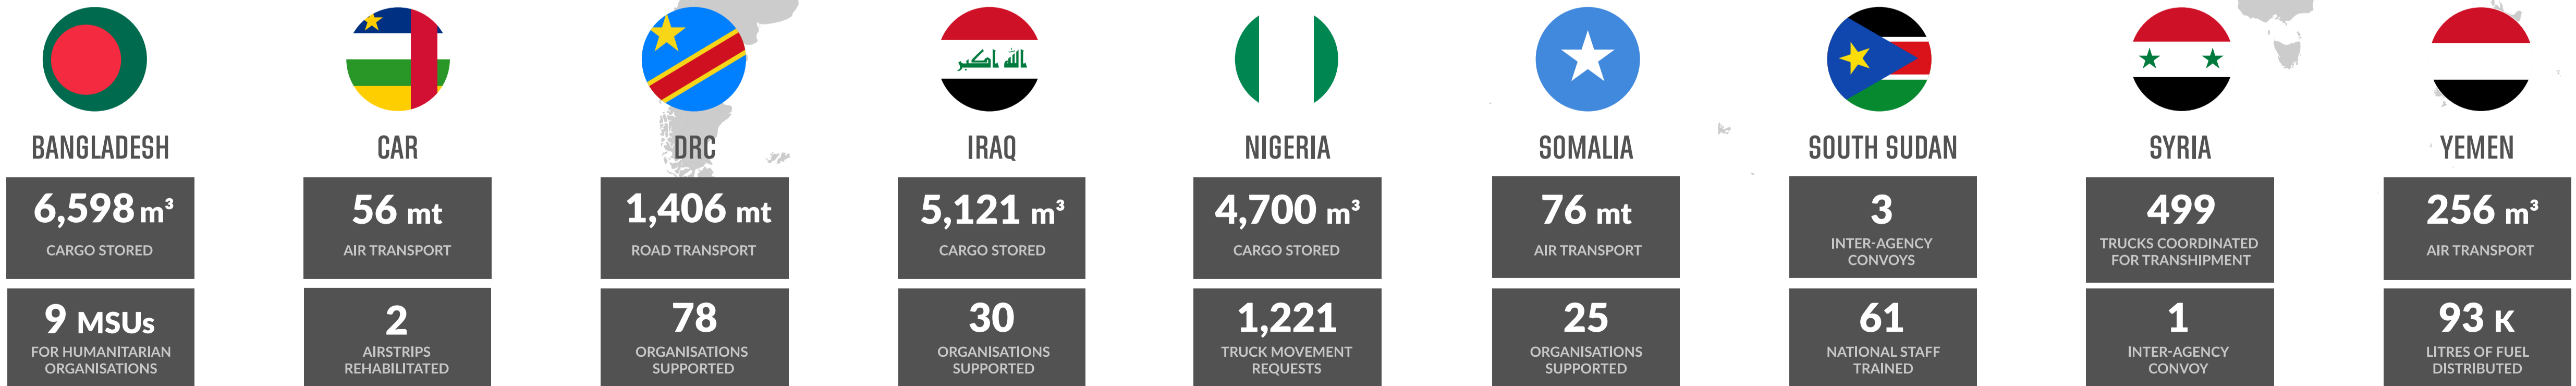 الله اكبر
BANGLADESH
6,598 m³
CARGO STORED
9 MSUs
FOR HUMANITARIAN
ORGANISATIONS
CAR
56 mt
AIR TRANSPORT
2
AIRSTRIPS
REHABILITATED
DRC
1,406 mt
ROAD TRANSPORT
78
ORGANISATIONS
SUPPORTED
IRAQ
5,121 m³
CARGO STORED
30
ORGANISATIONS
SUPPORTED
NIGERIA
4,700 m³
CARGO STORED
1,221
TRUCK MOVEMENT
REQUESTS
SOMALIA
76 mt
AIR TRANSPORT
25
ORGANISATIONS
SUPPORTED
SOUTH SUDAN
3
INTER-AGENCY
CONVOYS
61
NATIONAL STAFF
TRAINED
SYRIA
499
TRUCKS COORDINATED
FOR TRANSHIPMENT
1
INTER-AGENCY
CONVOY
YEMEN
256 m³
AIR TRANSPORT
93 K
LITRES OF FUEL
DISTRIBUTED